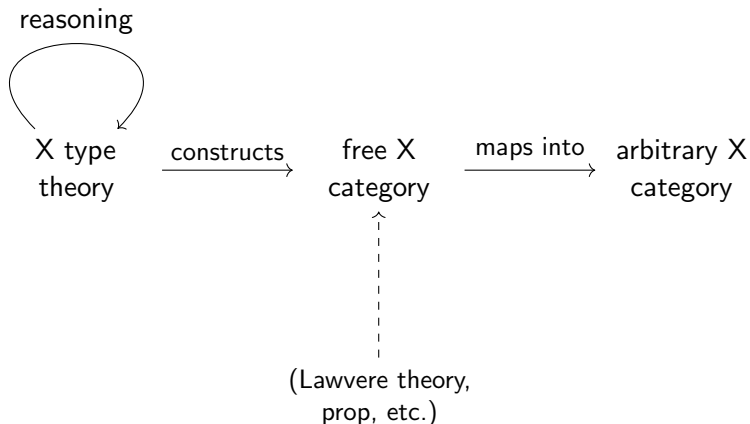 reasoning
X type
theory
constructs
free X
category
maps into
arbitrary X
category
(Lawvere theory,
prop, etc.)